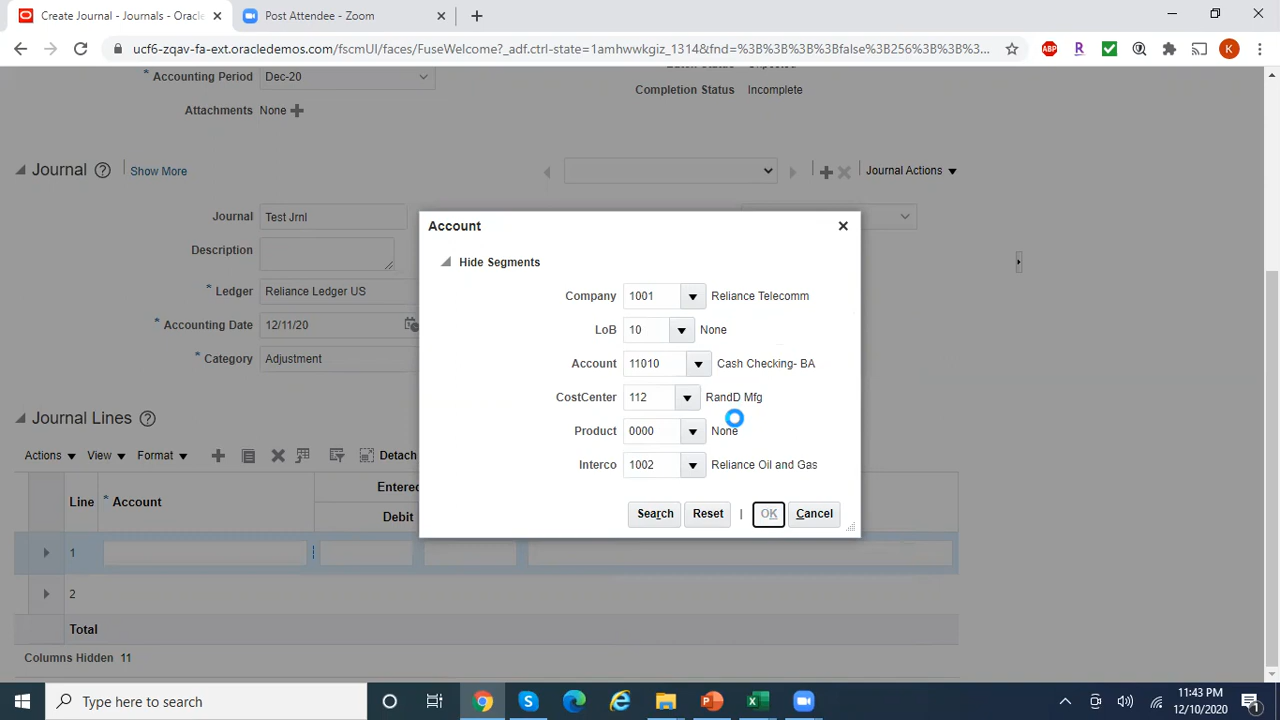 Create Journal - Journals - Oracle
Post Attendee - Zoom
ucf6-zqav-fa-ext.oracledemos.com/fscmUI/faces/FuseWelcome?_adf.ctrl-state=1amhwwkgiz_1314&fnd=%3B%3B%3B%3Bfalse%3B256%3B%3B%3...
ABP
R
K
* Accounting Period
Dec-20
Completion Status
Incomplete
Attachments
None
Journal
Show More
Journal Actions
Journal
Test Jrnl
Description
* Ledger
Reliance Ledger US
* Accounting Date
12/11/20
* Category
Adjustment
Account
Hide Segments
Company
1001
Reliance Telecomm
LoB
10
None
Account
11010
Cash Checking- BA
CostCenter
112
RandD Mfg
Product
0000
None
Interco
1002
Reliance Oil and Gas
Search
Reset
OK
Cancel
Journal Lines
Actions
View
Format
Detach
Line
* Account
Entered
Debit
1
2
Total
Columns Hidden 11
Type here to search
11:43 PM
12/10/2020
1